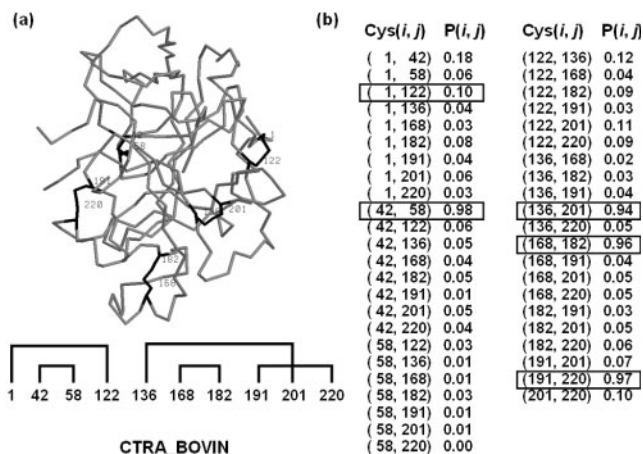 (a)
1
58
122
191
220
201
182
168
1 42 58 122 136 168 182 191 201 220
CTRA_BOVIN
(b)
Cys(i, j) P(i, j)
( 1, 42) 0.18
( 1, 58) 0.06
( 1, 122) 0.10
( 1, 136) 0.04
( 1, 168) 0.03
( 1, 182) 0.08
( 1, 191) 0.04
( 1, 201) 0.06
( 1, 220) 0.03
( 42, 58) 0.98
( 42, 122) 0.06
( 42, 136) 0.05
( 42, 168) 0.04
( 42, 182) 0.05
( 42, 191) 0.01
( 42, 201) 0.05
( 42, 220) 0.04
( 58, 122) 0.03
( 58, 136) 0.01
( 58, 168) 0.01
( 58, 182) 0.03
( 58, 191) 0.01
( 58, 201) 0.01
( 58, 220) 0.00
Cys(i, j) P(i, j)
(122, 136) 0.12
(122, 168) 0.04
(122, 182) 0.09
(122, 191) 0.03
(122, 201) 0.11
(122, 220) 0.09
(136, 168) 0.02
(136, 182) 0.03
(136, 191) 0.04
(136, 201) 0.94
(136, 220) 0.05
(168, 182) 0.96
(168, 191) 0.04
(168, 201) 0.05
(168, 220) 0.05
(182, 191) 0.03
(182, 201) 0.05
(182, 220) 0.06
(191, 201) 0.07
(191, 220) 0.97
(201, 220) 0.10